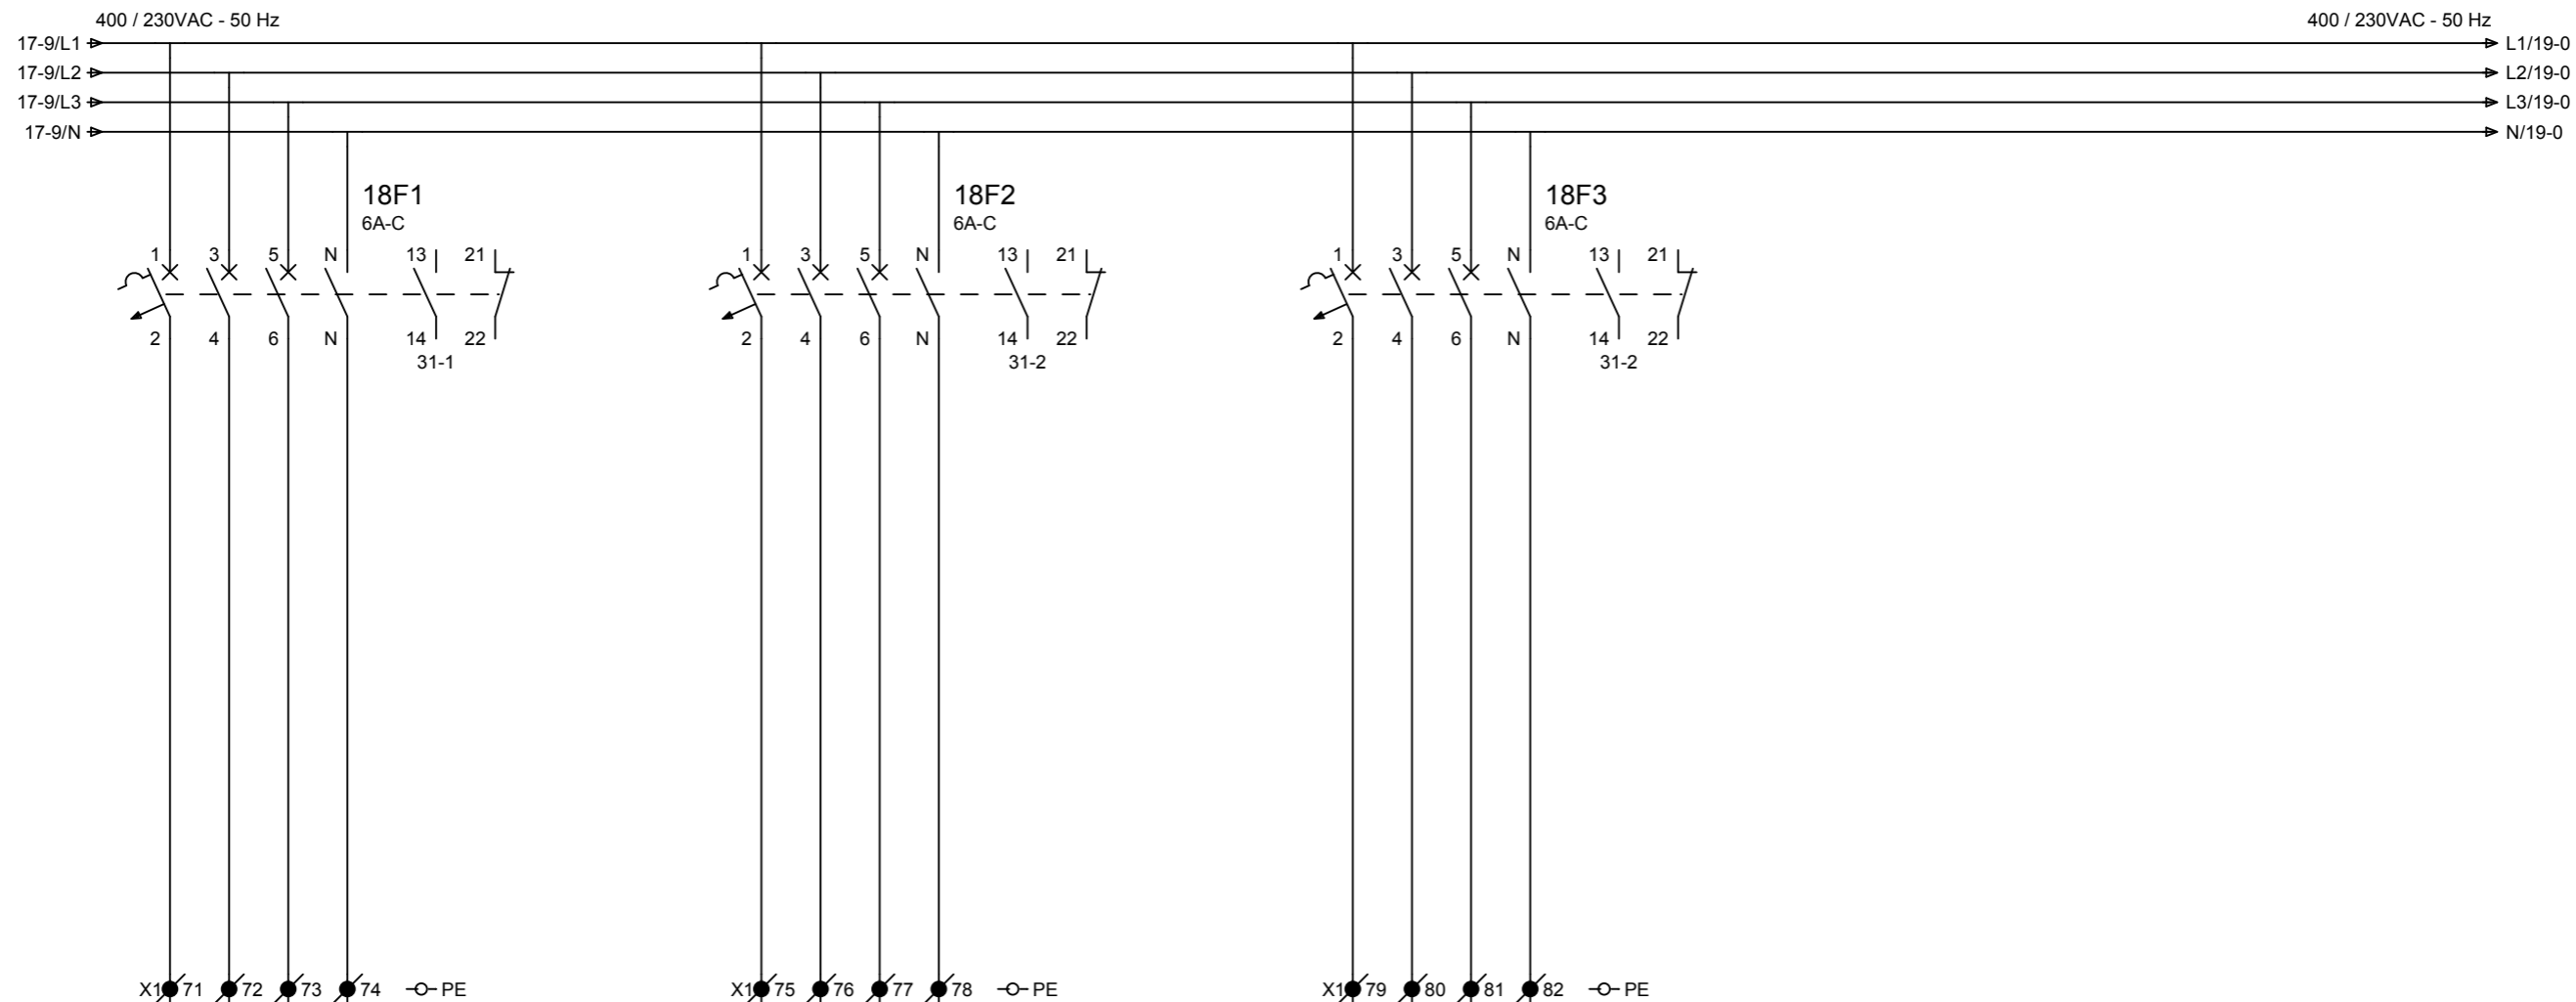 400 / 230VAC - 50 Hz 400 / 230VAC - 50 Hz
17-9/L1 L1/19-0
17-9/L2 L2/19-0
17-9/L3 L3/19-0
17-9/N N/19-0
18F1 18F2 18F3
6A-C 6A-C 6A-C
1 3 5 N 13 21 1 3 5 N 13 21 1 3 5 N 13 21
2 4 6 N 14 22 2 4 6 N 14 22 2 4 6 N 14 22
31-1 31-2 31-2
X1 71 72 73 74 PE X1 75 76 77 78 PE X1 79 80 81 82 PE